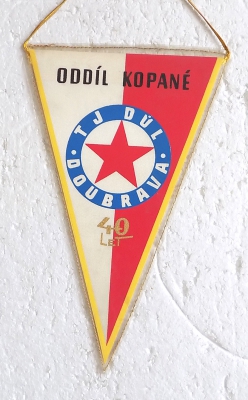 ODDÍL KOPANÉ
TJ DŮL
DOUBRAVA
40
LET